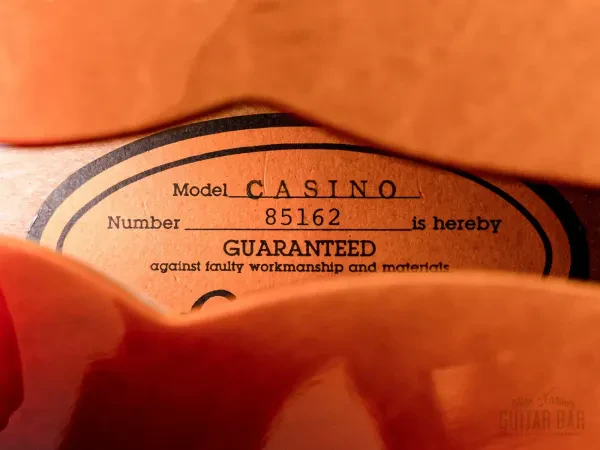 Model CASINO
Number 85162 is hereby
GUARANTEED
against faulty workmanship and materials
GUITAR BAR